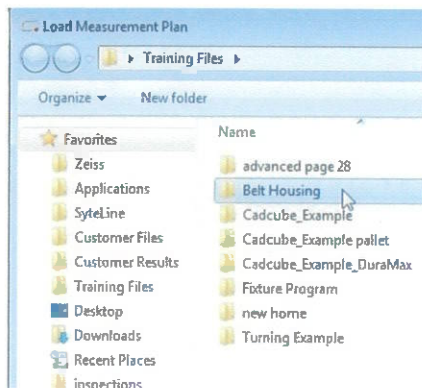 Load Measurement Plan
Training Files
Organize
New folder
Favorites
Zeiss
Applications
SyteLine
Customer Files
Customer Results
Training Files
Desktop
Downloads
Recent Places
inspections
Name
advanced page 28
Belt Housing
Cadcube_Example
Cadcube_Example pallet
Cadcube_Example_DuraMax
Fixture Program
new home
Turning Example